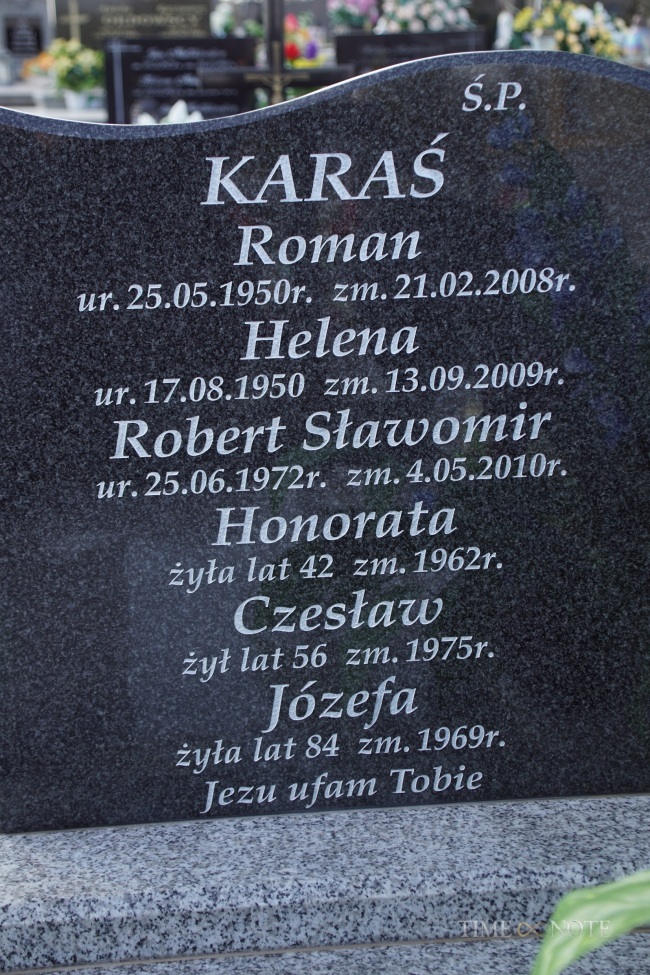 Ś.P.
KARAŚ
Roman
ur. 25.05.1950r. zm. 21.02.2008r.
Helena
ur. 17.08.1950 zm. 13.09.2009r.
Robert Sławomir
ur. 25.06.1972r. zm. 4.05.2010r.
Honorata
żyła lat 42 zm. 1962r.
Czesław
żył lat 56 zm. 1975r.
Józefa
żyła lat 84 zm. 1969r.
Jezu ufam Tobie
TIME NOTE